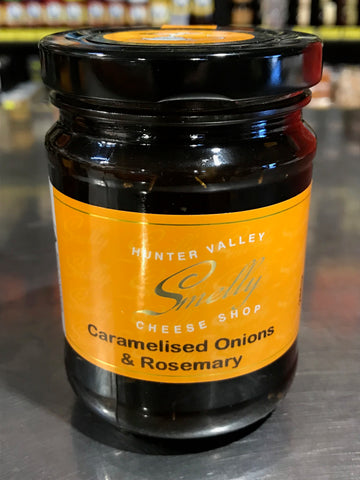 HUNTER VALLEY
Smelly
CHEESE SHOP
Caramelised Onions
& Rosemary